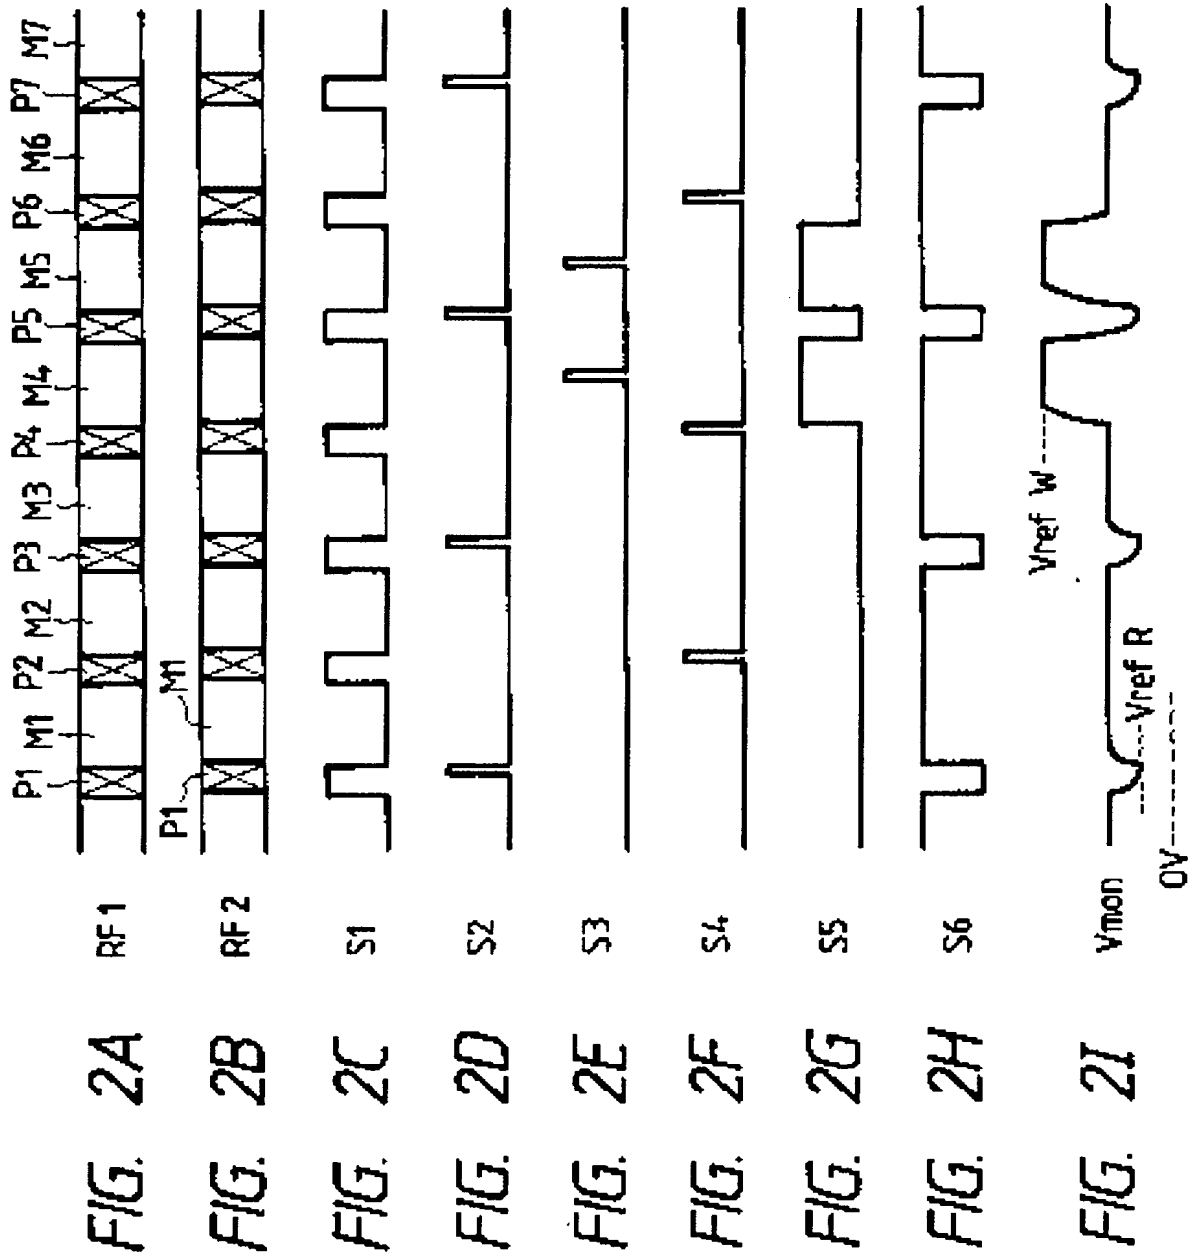 P1 M1 P2 M2 P3 M3 P4 M4 P5 M5 P6 M6 P7 M7
FIG. 2A RF1
P1 M1
FIG. 2B RF2
FIG. 2C S1
FIG. 2D S2
FIG. 2E S3
FIG. 2F S4
FIG. 2G S5
FIG. 2H S6
Vref W
Vref R
FIG. 2I Vmon
0V